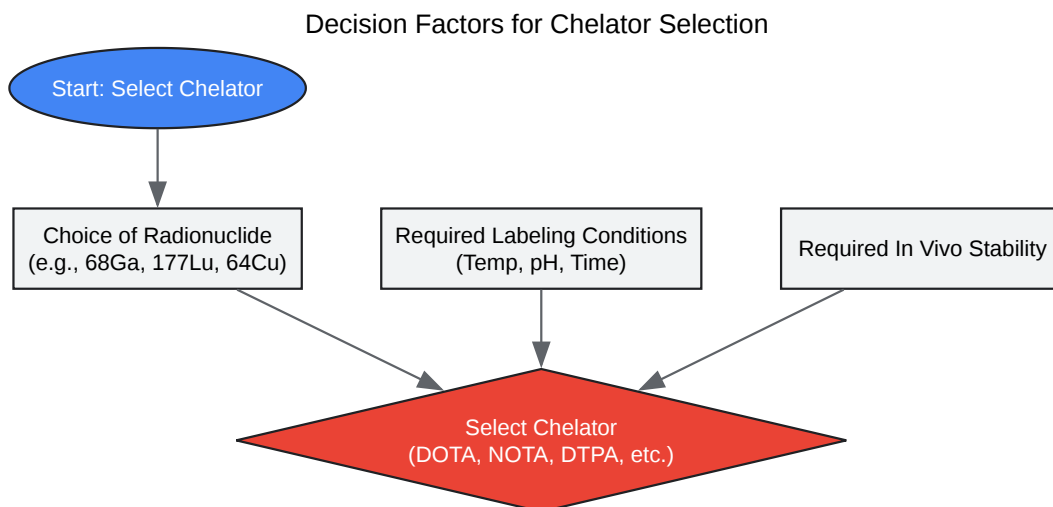 Decision Factors for Chelator Selection
Start: Select Chelator
Choice of Radionuclide
(e.g., 68Ga, 177Lu, 64Cu)
Required Labeling Conditions
(Temp, pH, Time)
Required In Vivo Stability
Select Chelator
(DOTA, NOTA, DTPA, etc.)